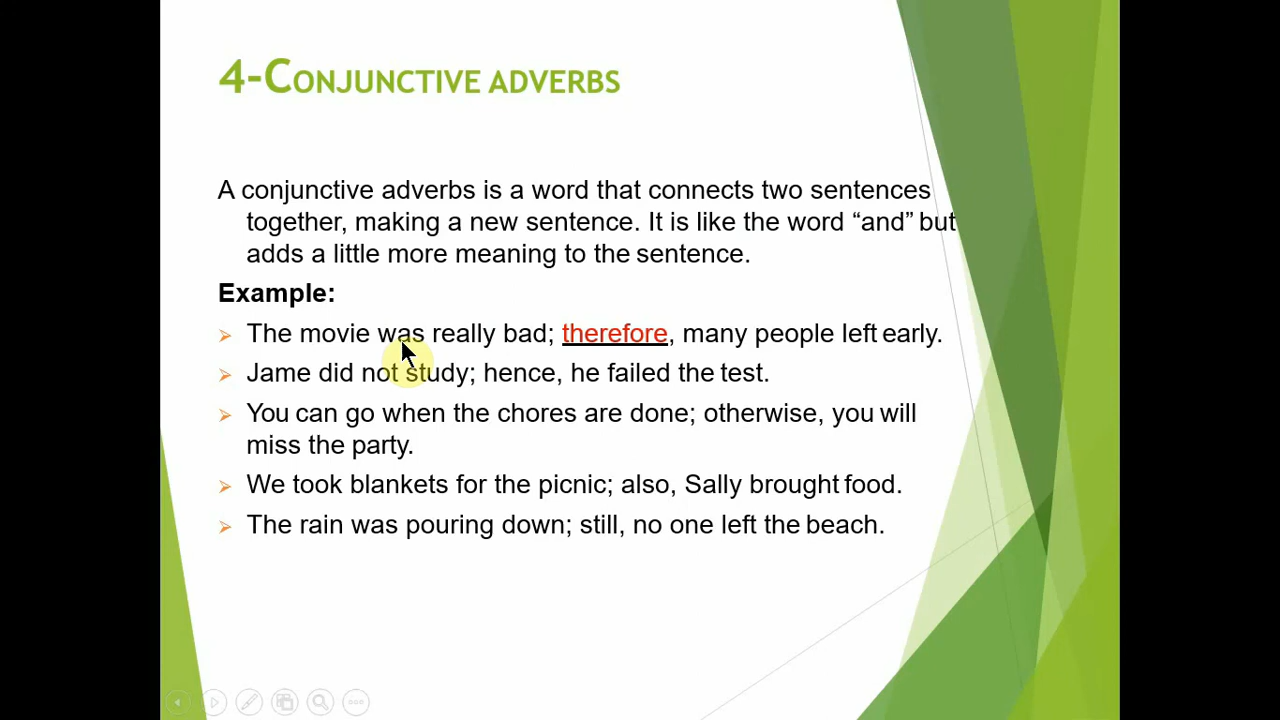 4-CONJUNCTIVE ADVERBS
A conjunctive adverbs is a word that connects two sentences
together, making a new sentence. It is like the word “and” but
adds a little more meaning to the sentence.
Example:
The movie was really bad; therefore, many people left early.
Jame did not study; hence, he failed the test.
You can go when the chores are done; otherwise, you will
miss the party.
We took blankets for the picnic; also, Sally brought food.
The rain was pouring down; still, no one left the beach.